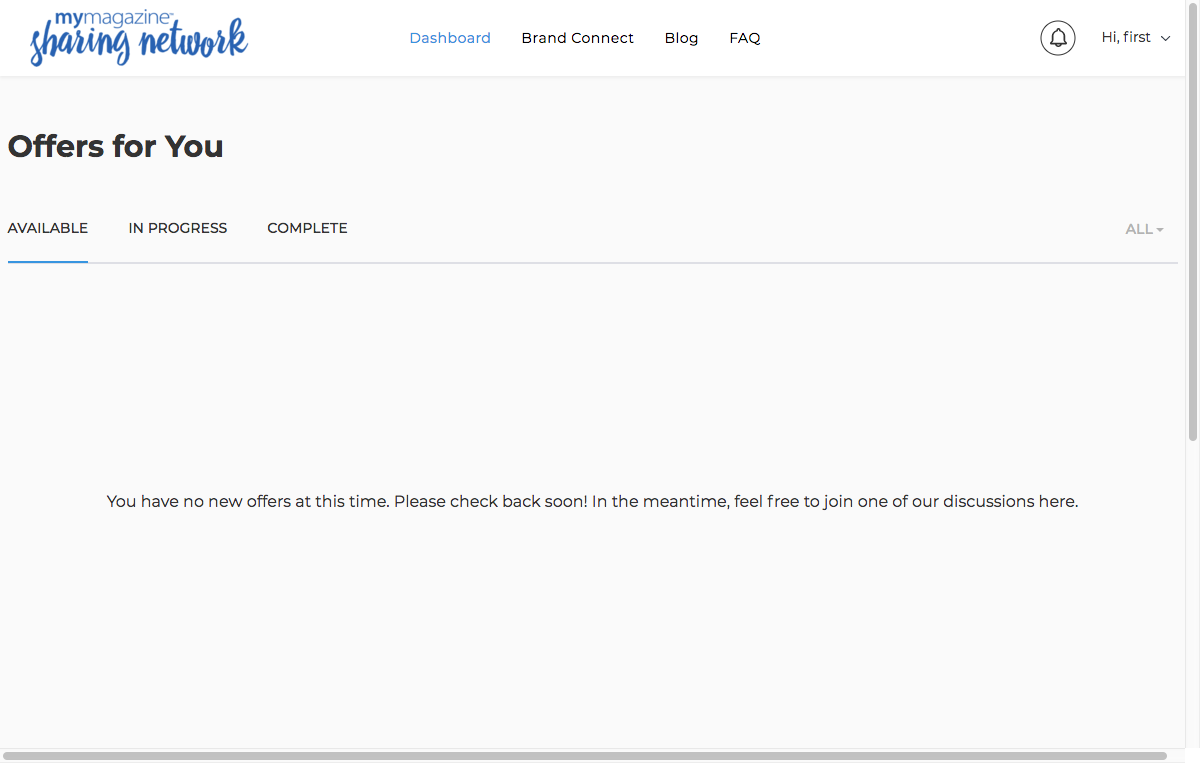 mymagazine™
sharing network
Dashboard Brand Connect Blog FAQ
Hi, first
Offers for You
AVAILABLE IN PROGRESS COMPLETE
ALL
You have no new offers at this time. Please check back soon! In the meantime, feel free to join one of our discussions here.